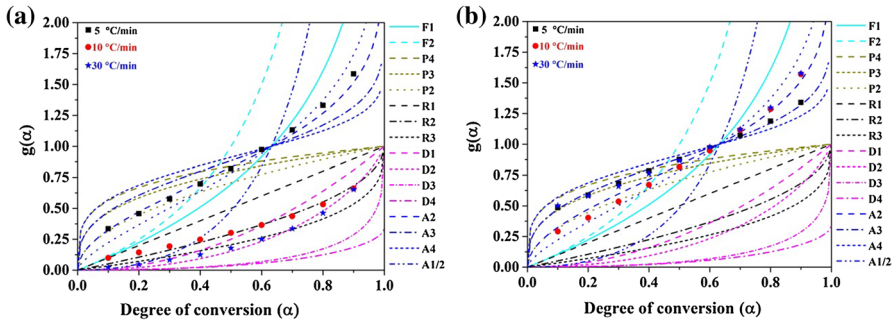 (a)
g(α)
2.00
1.75
1.50
1.25
1.00
0.75
0.50
0.25
0.00
5 °C/min
10 °C/min
30 °C/min
0.0 0.2 0.4 0.6 0.8 1.0
Degree of conversion (α)
F1
F2
P4
P3
P2
R1
R2
R3
D1
D2
D3
D4
A2
A3
A4
A1/2
(b)
g(α)
2.00
1.75
1.50
1.25
1.00
0.75
0.50
0.25
0.00
5 °C/min
10 °C/min
30 °C/min
0.0 0.2 0.4 0.6 0.8 1.0
Degree of conversion (α)
F1
F2
P4
P3
P2
R1
R2
R3
D1
D2
D3
D4
A2
A3
A4
A1/2